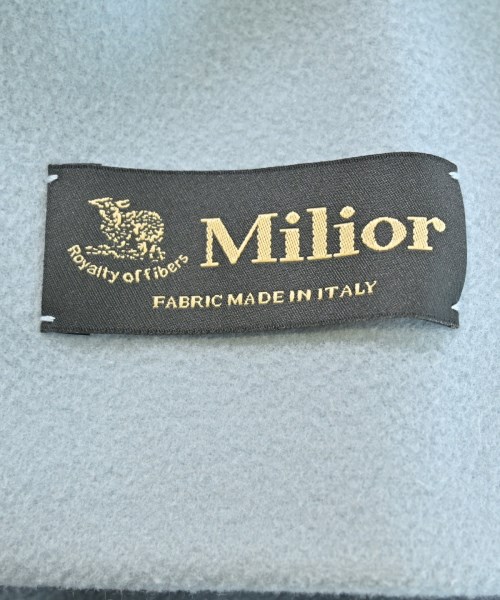 Milior
Royalty of fibers
FABRIC MADE IN ITALY